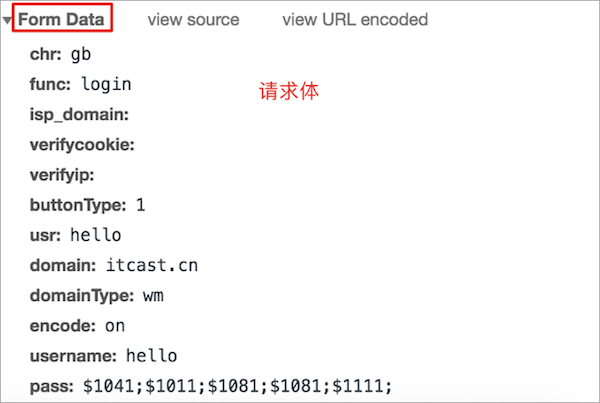 Form Data view source view URL encoded
chr: gb
func: login
请求体
isp_domain:
verifycookie:
verifyip:
buttonType: 1
usr: hello
domain: itcast.cn
domainType: wm
encode: on
username: hello
pass: $1041;$1011;$1081;$1081;$1111;